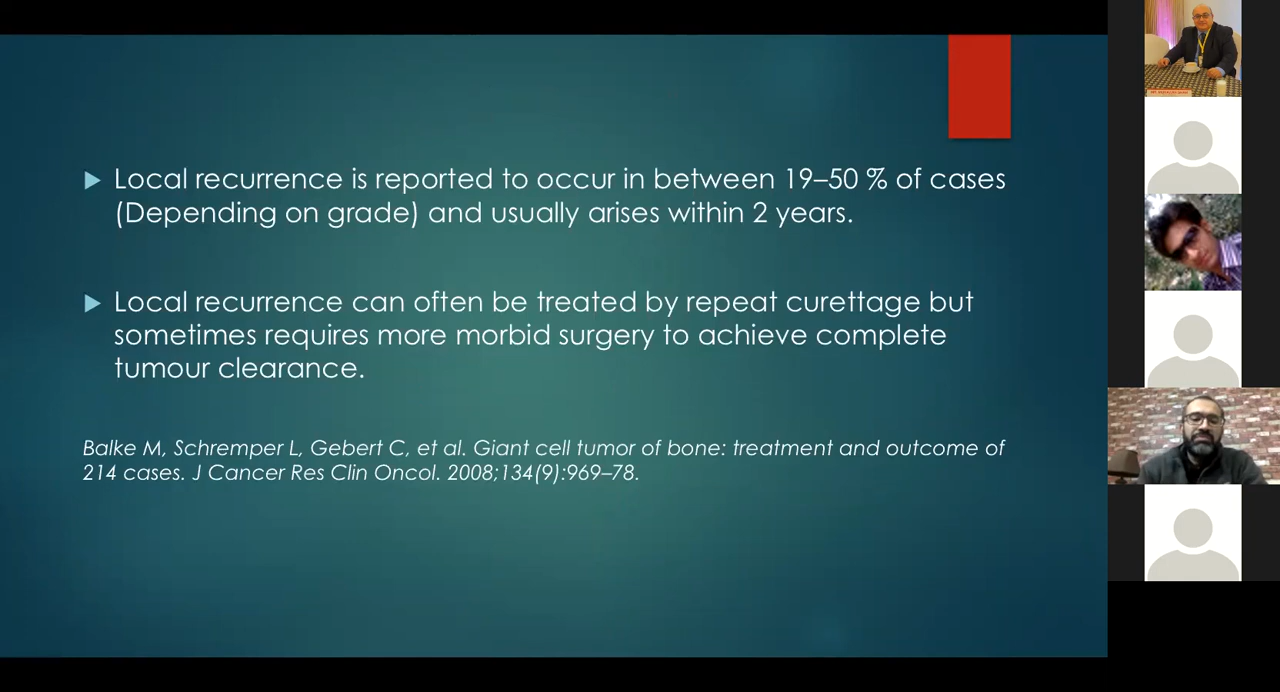 Local recurrence is reported to occur in between 19–50 % of cases
(Depending on grade) and usually arises within 2 years.
Local recurrence can often be treated by repeat curettage but
sometimes requires more morbid surgery to achieve complete
tumour clearance.
Balke M, Schremper L, Gebert C, et al. Giant cell tumor of bone: treatment and outcome of
214 cases. J Cancer Res Clin Oncol. 2008;134(9):969–78.